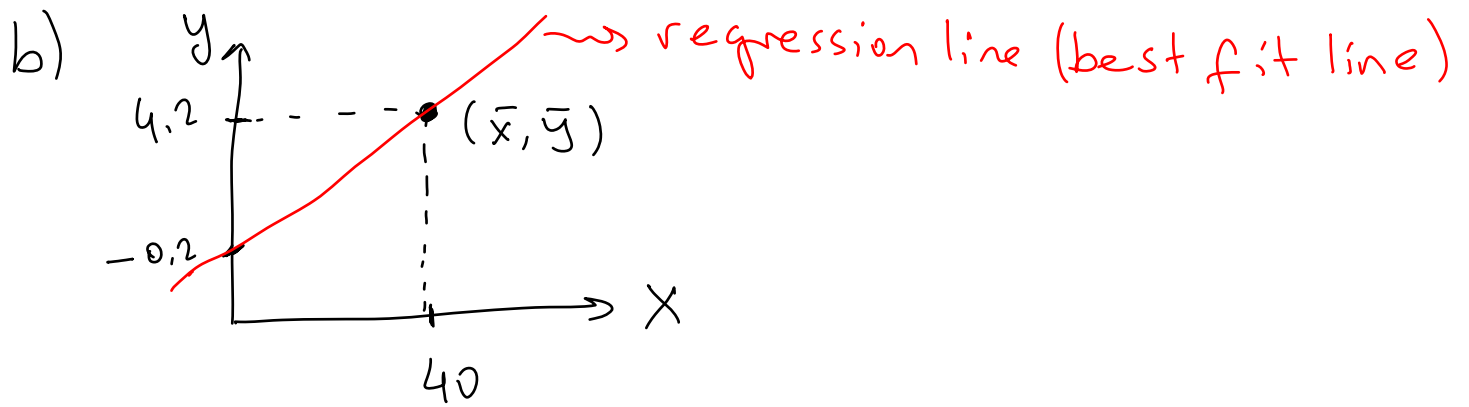 b)
y
regression line (best fit line)
4,2
(x̄, ȳ)
-0,2
x
40